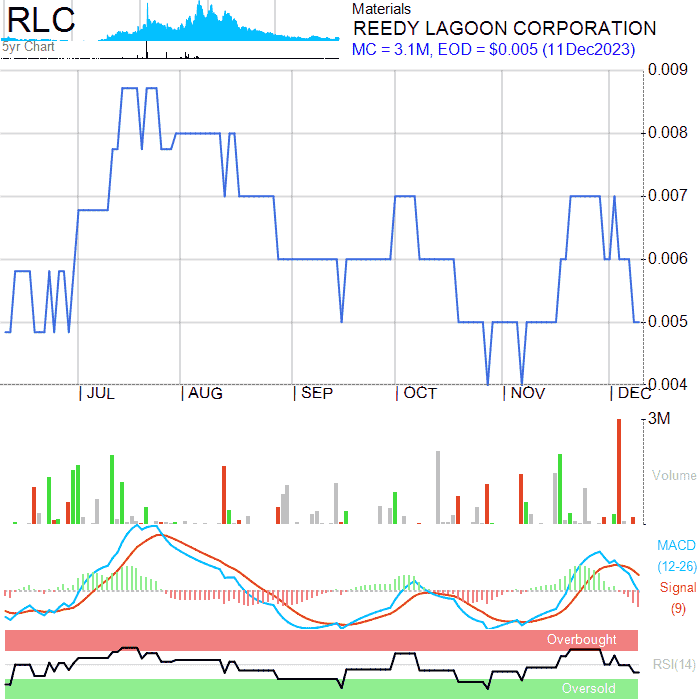 RLC
5yr Chart
Materials
REEDY LAGOON CORPORATION
MC = 3.1M, EOD = $0.005 (11Dec2023)
0.009
0.008
0.007
0.006
0.005
0.004
JUL AUG SEP OCT NOV DEC
3M
Volume
MACD
(12-26)
Signal
(9)
Overbought
RSI(14)
Oversold